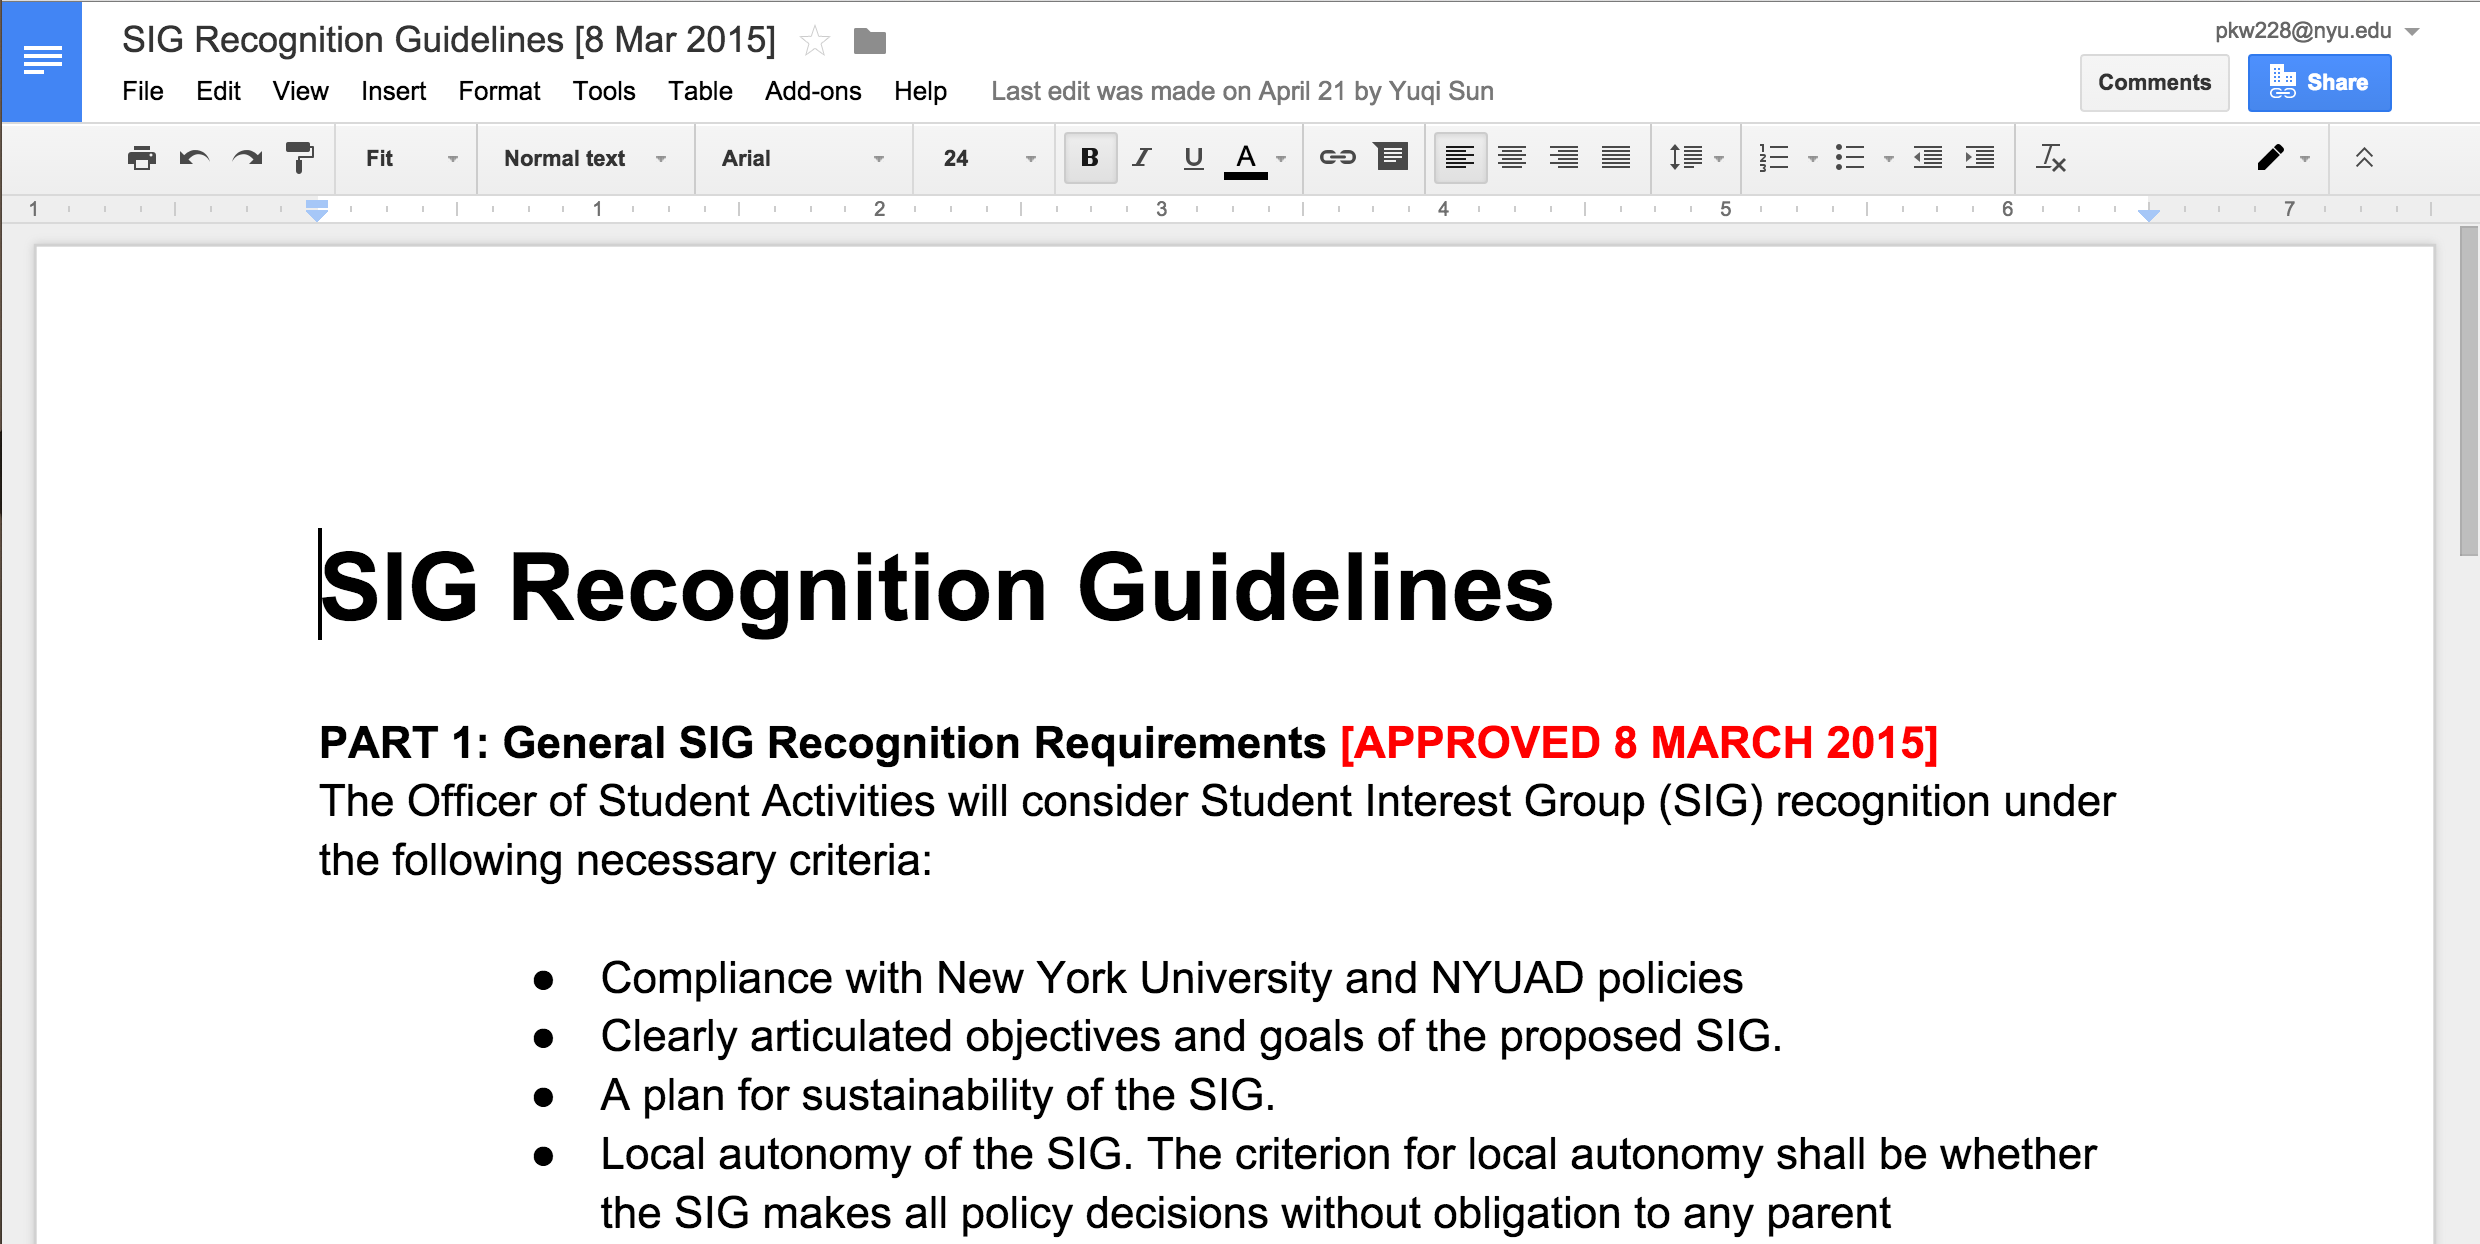 SIG Recognition Guidelines [8 Mar 2015]
pkw228@nyu.edu
File Edit View Insert Format Tools Table Add-ons Help Last edit was made on April 21 by Yuqi Sun
Comments Share
Fit Normal text Arial 24 B I U A
1 1 2 3 4 5 6 7
SIG Recognition Guidelines
PART 1: General SIG Recognition Requirements [APPROVED 8 MARCH 2015]
The Officer of Student Activities will consider Student Interest Group (SIG) recognition under
the following necessary criteria:
● Compliance with New York University and NYUAD policies
● Clearly articulated objectives and goals of the proposed SIG.
● A plan for sustainability of the SIG.
● Local autonomy of the SIG. The criterion for local autonomy shall be whether
the SIG makes all policy decisions without obligation to any parent